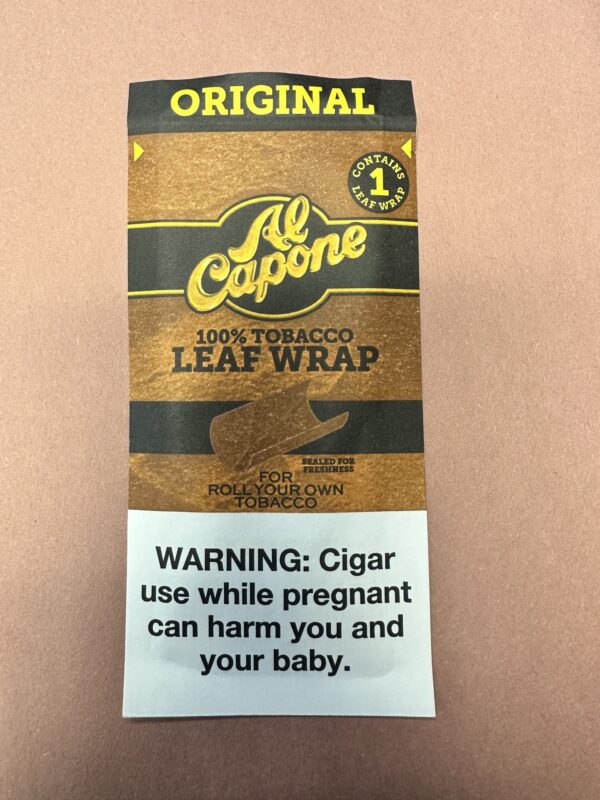 ORIGINAL
CONTAINS
1
LEAF WRAP
Al
Capone
100% TOBACCO
LEAF WRAP
SEALED FOR
FRESHNESS
FOR
ROLL YOUR OWN
TOBACCO
WARNING: Cigar
use while pregnant
can harm you and
your baby.